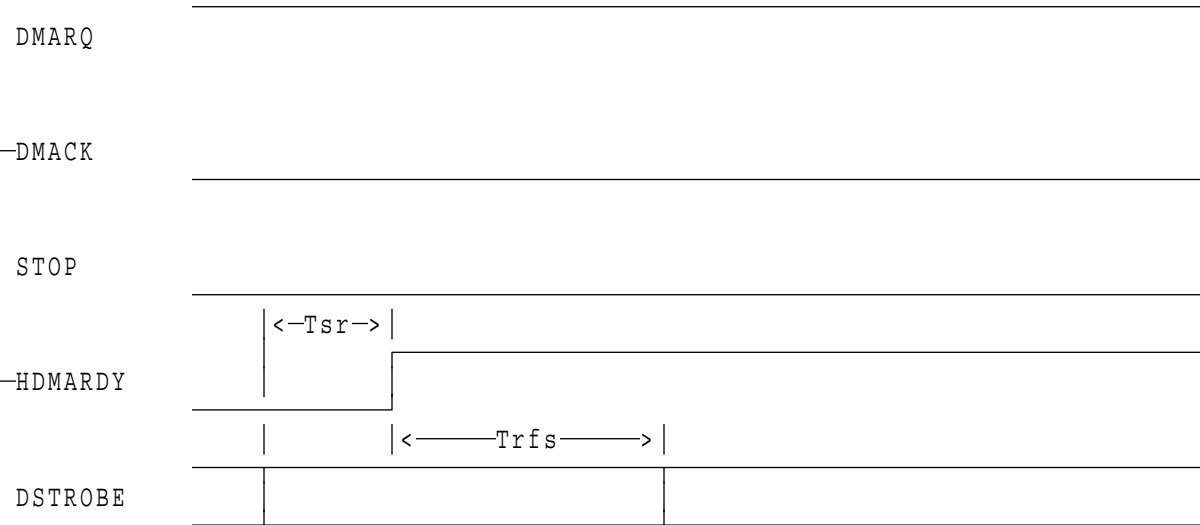 DMARQ
-DMACK
STOP
|<-Tsr->|
-HDMARDY
|<-Trfs->|
DSTROBE